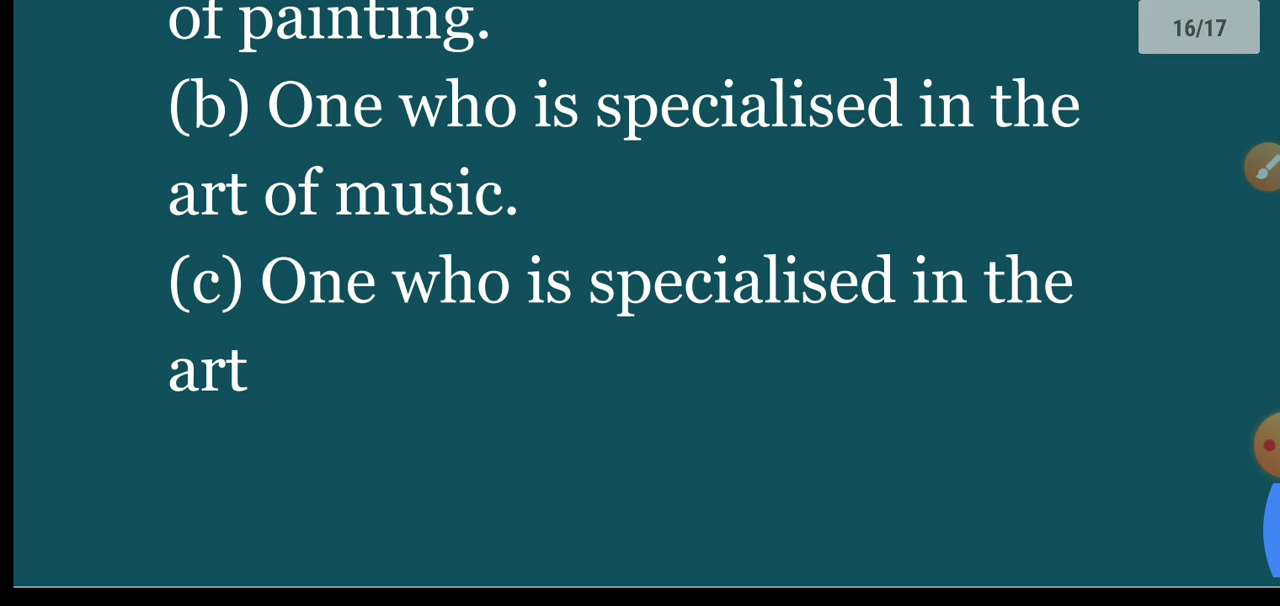 of painting.
16/17
(b) One who is specialised in the
art of music.
(c) One who is specialised in the
art